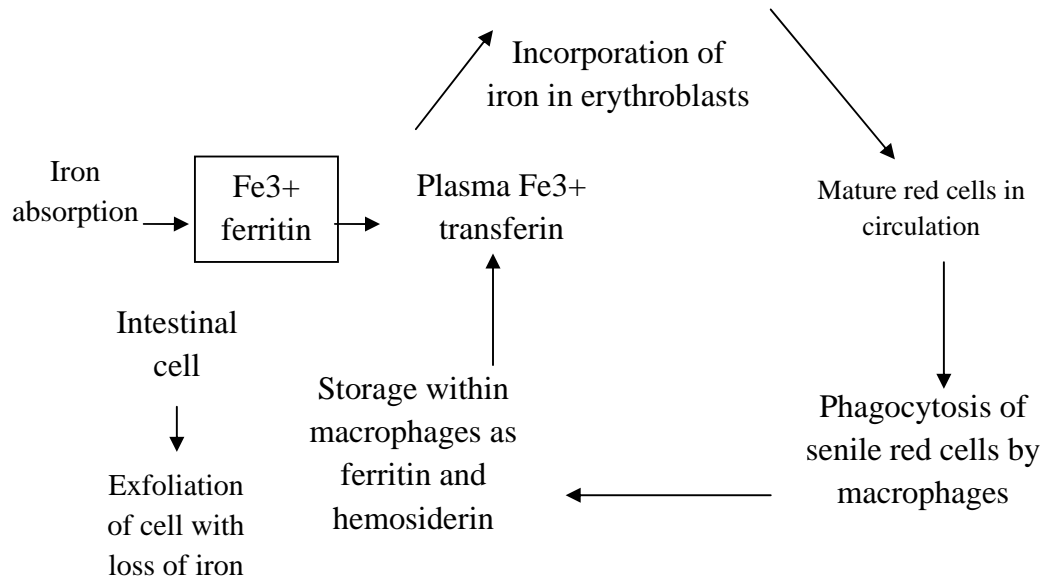 Incorporation of
iron in erythroblasts
Iron
absorption
Fe3+
ferritin
Plasma Fe3+
transferin
Mature red cells in
circulation
Intestinal
cell
Storage within
macrophages as
ferritin and
hemosiderin
Phagocytosis of
senile red cells by
macrophages
Exfoliation
of cell with
loss of iron